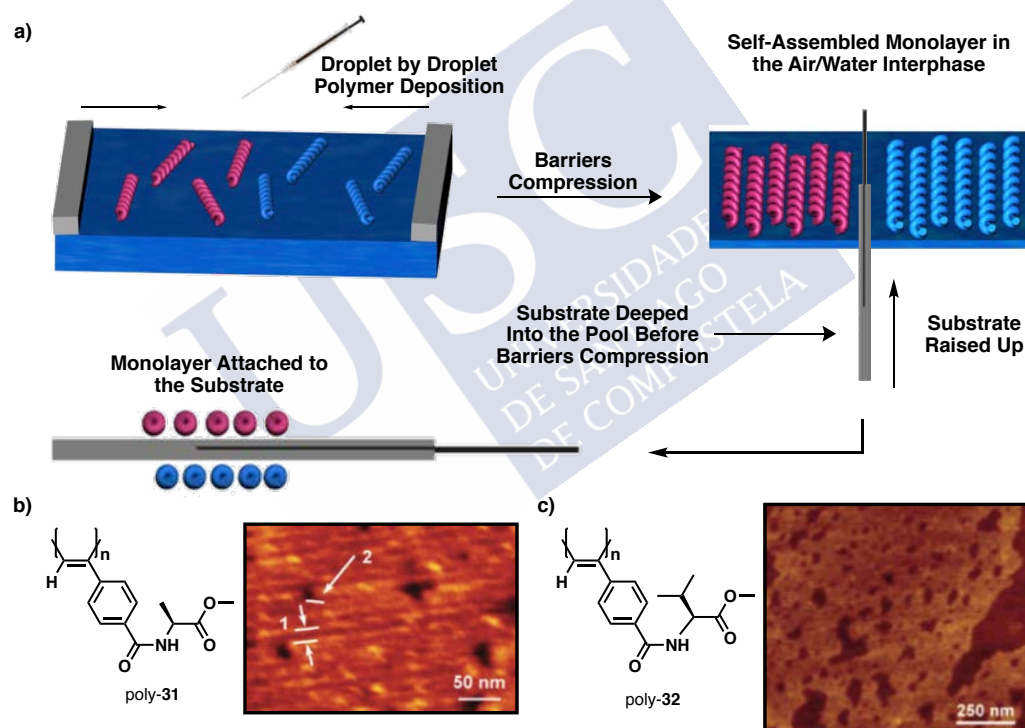 a)
Droplet by Droplet
Polymer Deposition
Self-Assembled Monolayer in
the Air/Water Interphase
Barriers
Compression
Substrate Deeped
Into the Pool Before
Barriers Compression
Substrate
Raised Up
Monolayer Attached to
the Substrate
USC
UNIVERSIDADE
DE SANTIAGO
DE COMPOSTELA
b)
n
H
O
O
NH
O
poly-31
2
1
50 nm
c)
n
H
O
O
NH
O
poly-32
250 nm